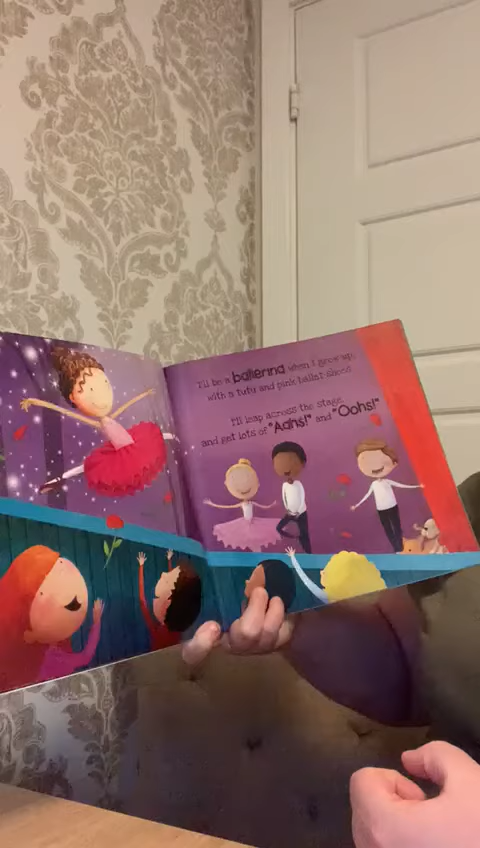 I'll be a ballerina when I grow up,
with a tutu and pink ballet shoes.
I'll leap across the stage
and get lots of "Aahs!" and "Oohs!"